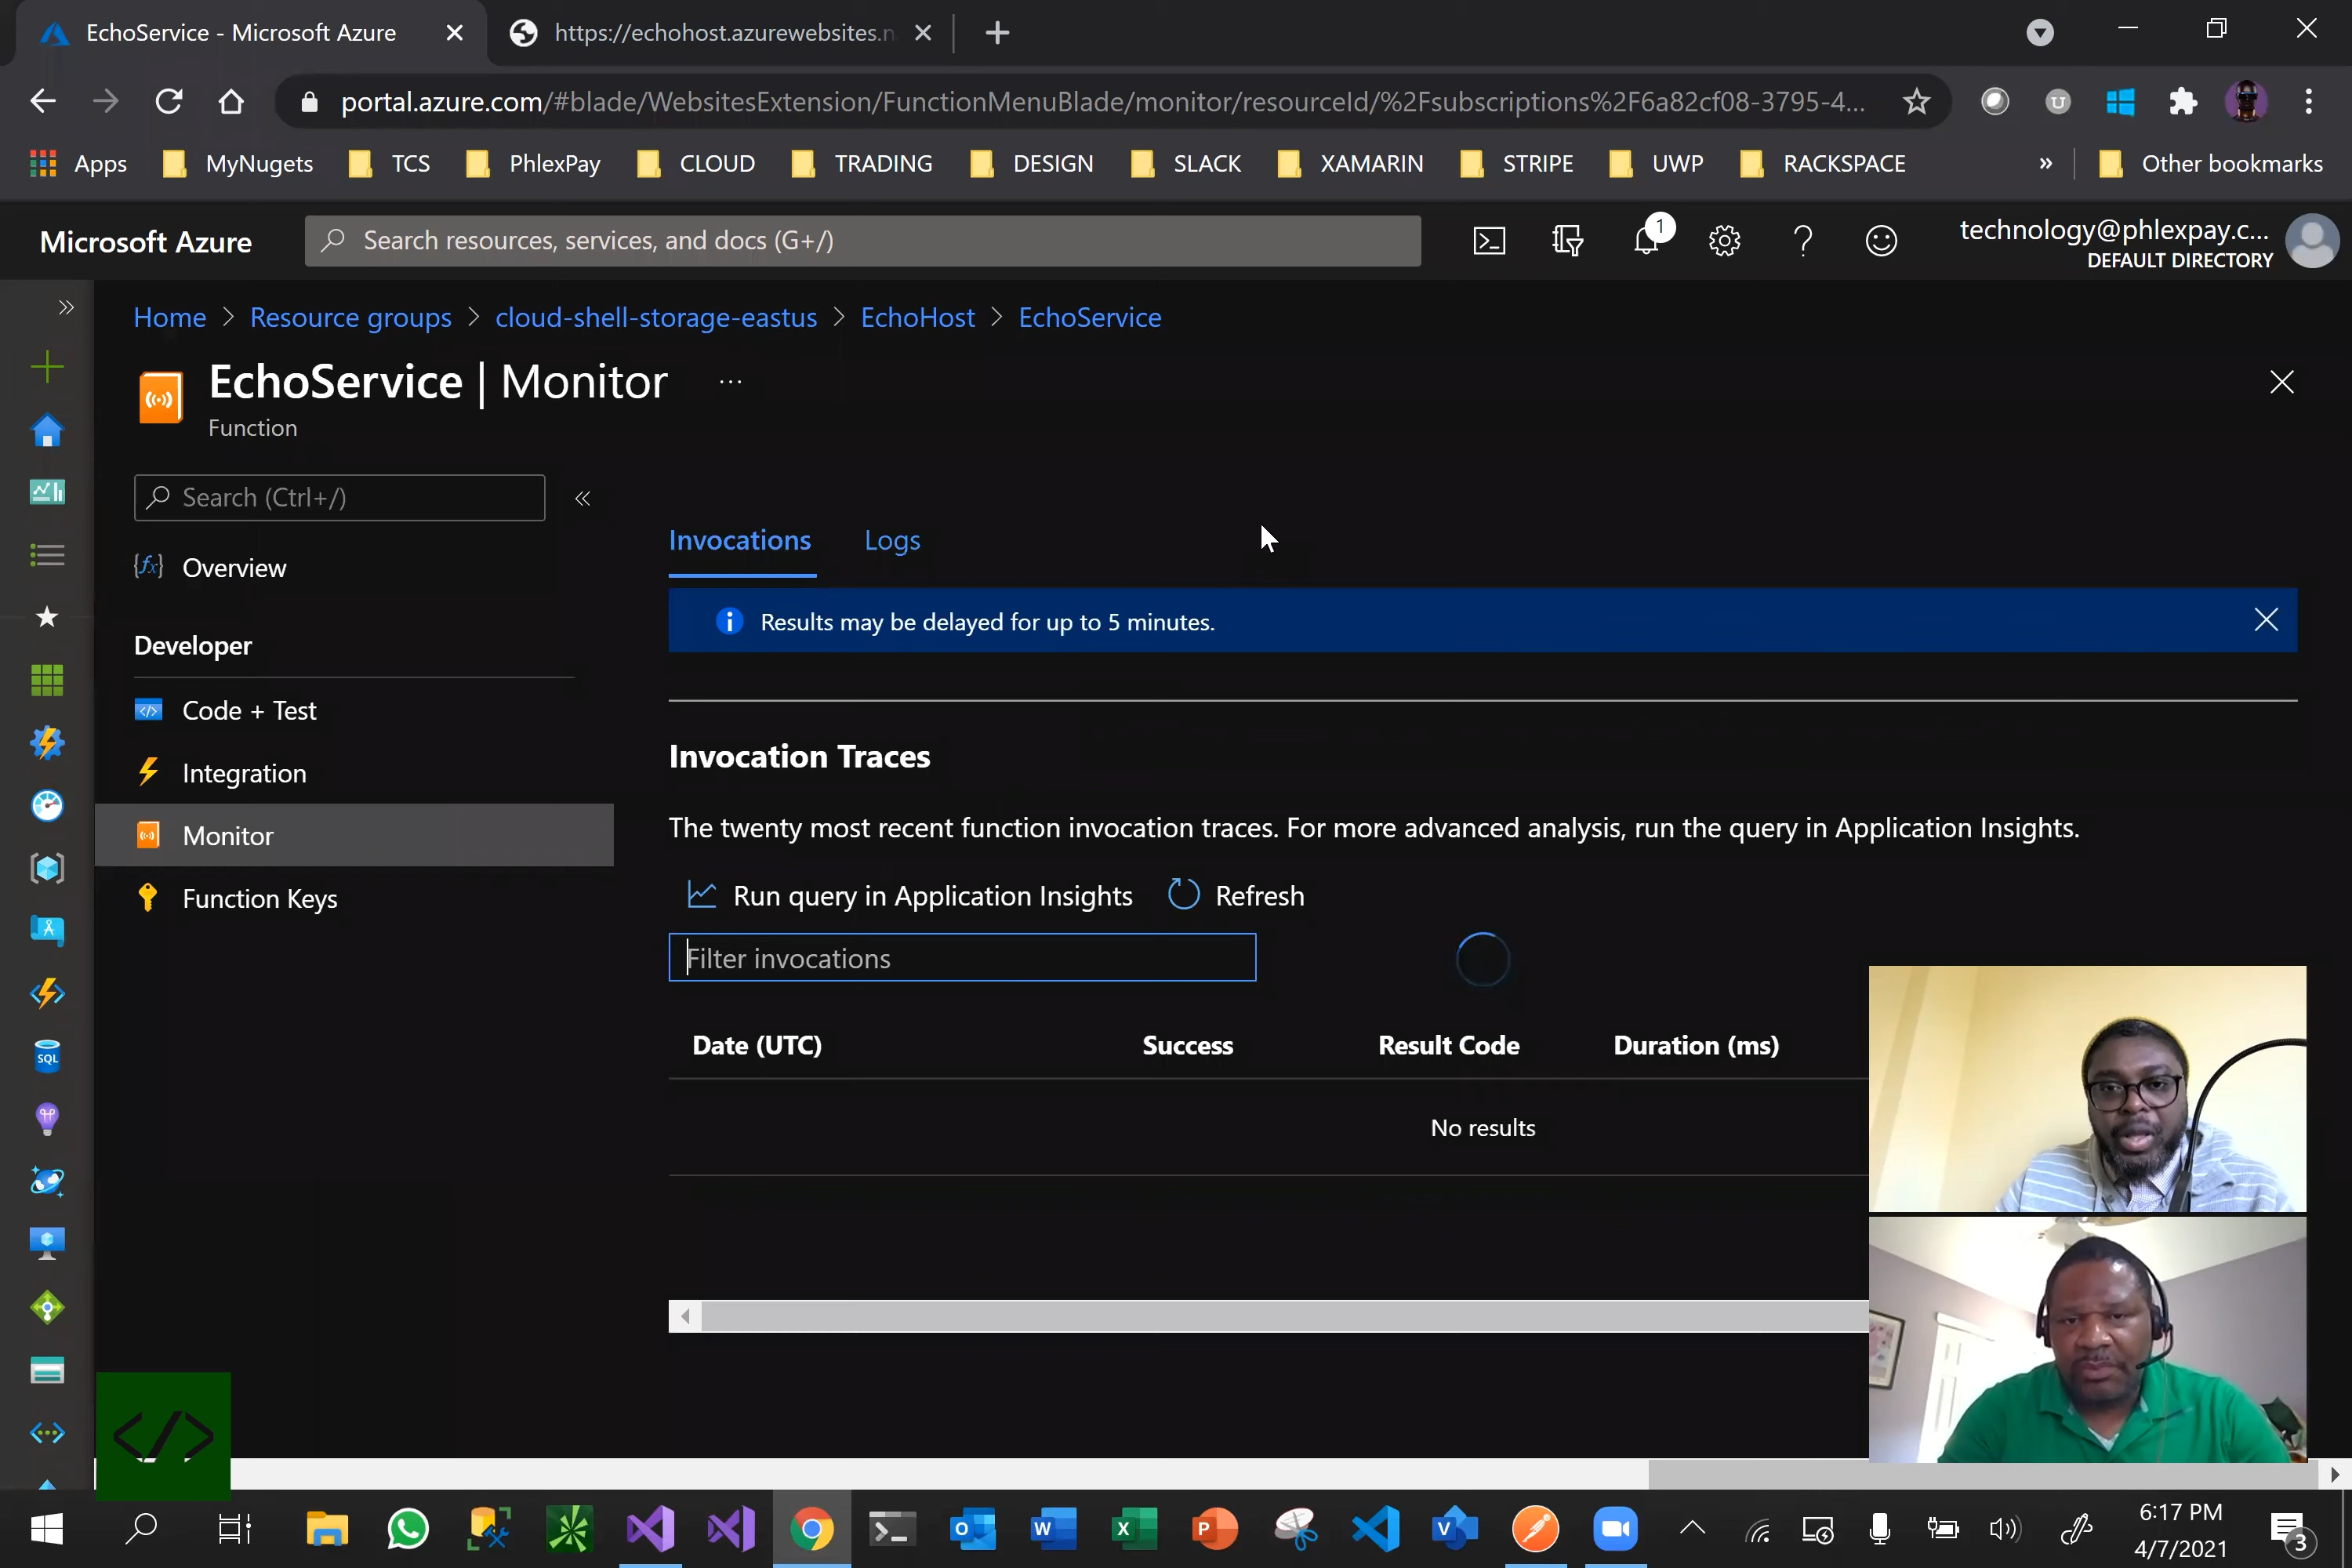 EchoService - Microsoft Azure
https://echohost.azurewebsites.n
portal.azure.com/#blade/WebsitesExtension/FunctionMenuBlade/monitor/resourceId/%2Fsubscriptions%2F6a82cf08-3795-4...
Apps MyNugets TCS PhlexPay CLOUD TRADING DESIGN SLACK XAMARIN STRIPE UWP RACKSPACE » Other bookmarks
Microsoft Azure
Search resources, services, and docs (G+/)
1
technology@phlexpay.c...
DEFAULT DIRECTORY
Home > Resource groups > cloud-shell-storage-eastus > EchoHost > EchoService
EchoService | Monitor ...
Function
Search (Ctrl+/)
Overview
Developer
Code + Test
Integration
Monitor
Function Keys
Invocations Logs
Results may be delayed for up to 5 minutes.
Invocation Traces
The twenty most recent function invocation traces. For more advanced analysis, run the query in Application Insights.
Run query in Application Insights Refresh
Filter invocations
Date (UTC) Success Result Code Duration (ms)
No results
SQL
</>
6:17 PM
4/7/2021
3